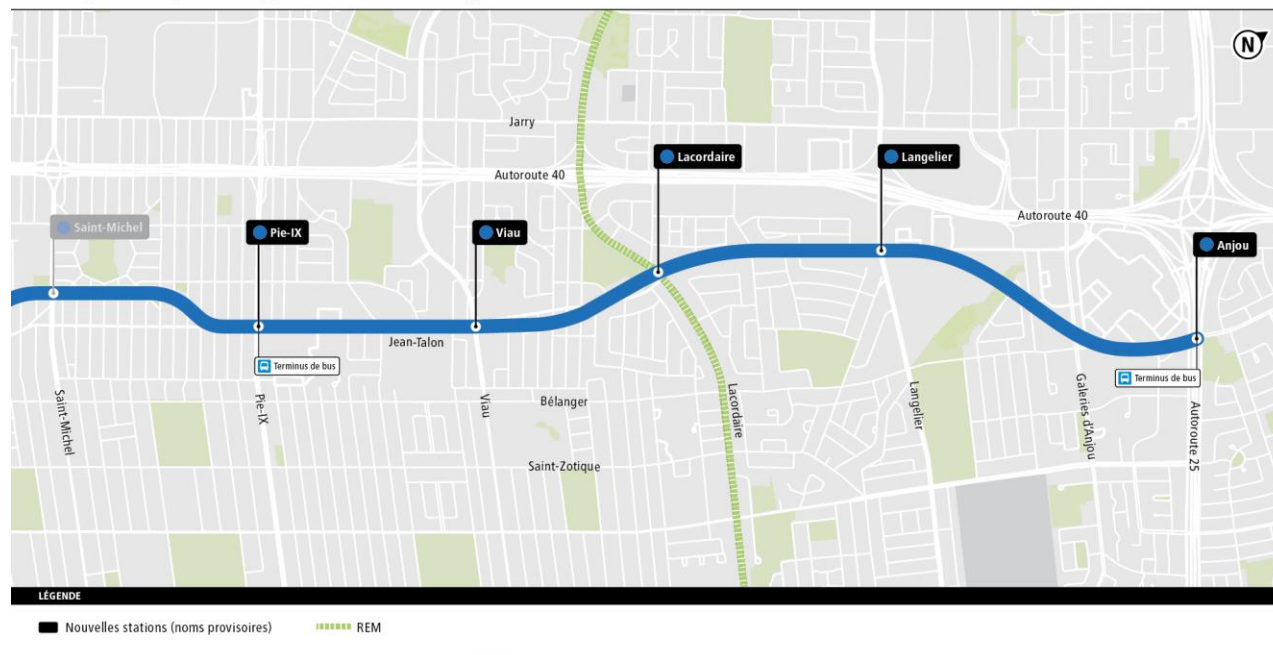 N
Jarry
Lacordaire
Langelier
Autoroute 40
Autoroute 40
Saint-Michel
Pie-IX
Viau
Anjou
Jean-Talon
Terminus de bus
Terminus de bus
Saint-Michel
Pie-IX
Viau
Bélanger
Lacordaire
Langelier
Galeries d'Anjou
Autoroute 25
Saint-Zotique
LÉGENDE
Nouvelles stations (noms provisoires)
REM